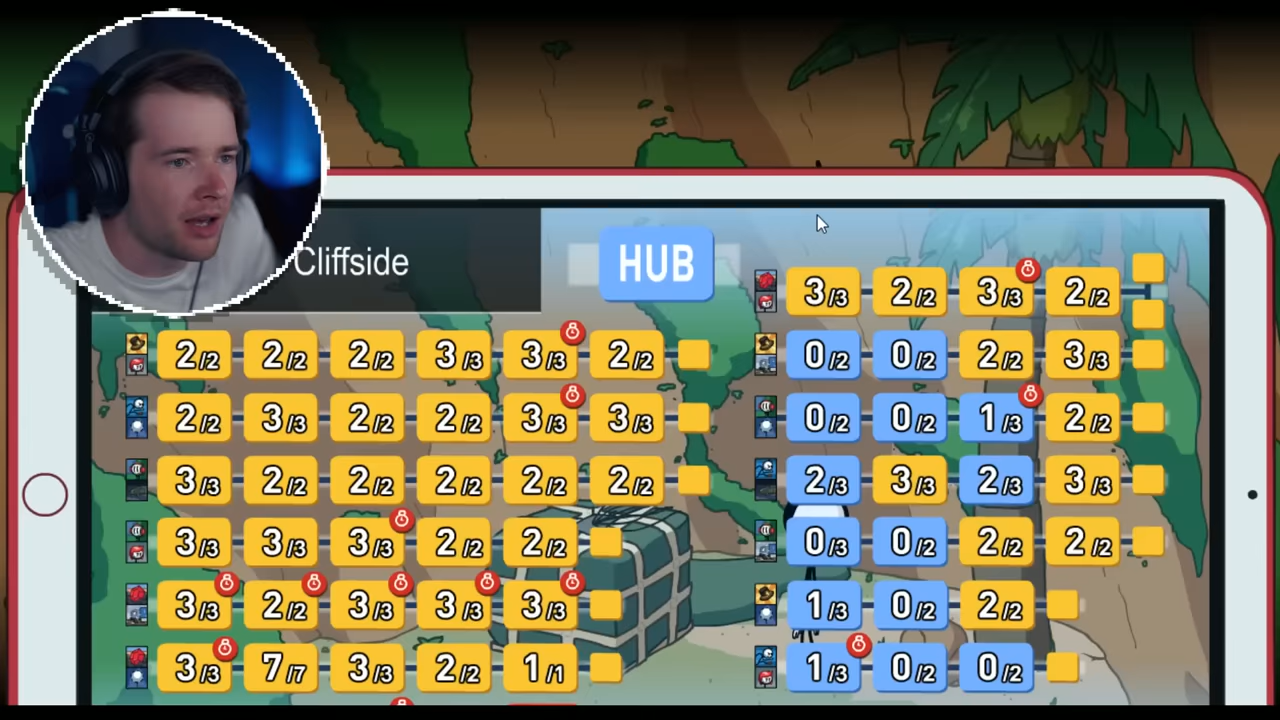 Cliffside
HUB
3/3 2/2 3/3 2/2
2/2 2/2 2/2 3/3 3/3 2/2
0/2 0/2 2/2 3/3
2/2 3/3 2/2 2/2 3/3 3/3
0/2 0/2 1/3 2/2
3/3 2/2 2/2 2/2 2/2 2/2
2/3 3/3 2/3 3/3
3/3 3/3 3/3 2/2 2/2
0/3 0/2 2/2 2/2
3/3 2/2 3/3 3/3 3/3
1/3 0/2 2/2
3/3 7/7 3/3 2/2 1/1
1/3 0/2 0/2